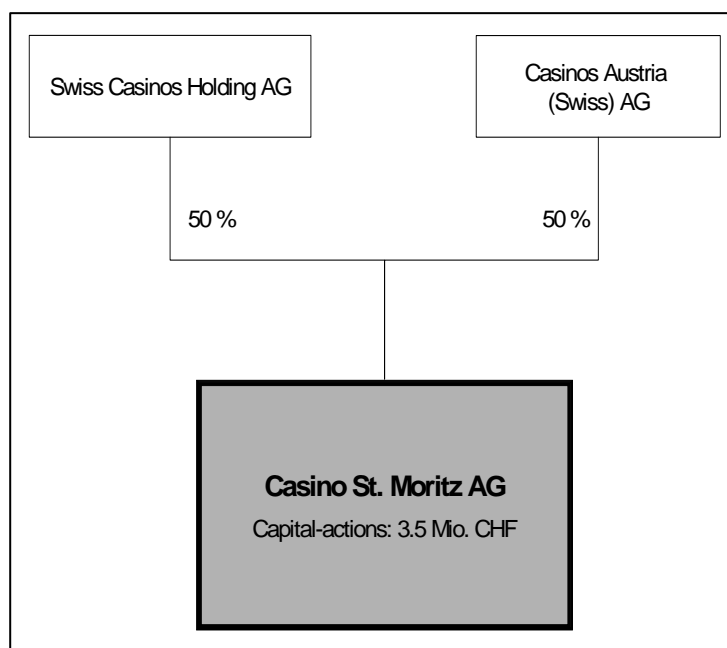 Swiss Casinos Holding AG
Casinos Austria
(Swiss) AG
50 %
50 %
Casino St. Moritz AG
Capital-actions: 3.5 Mio. CHF